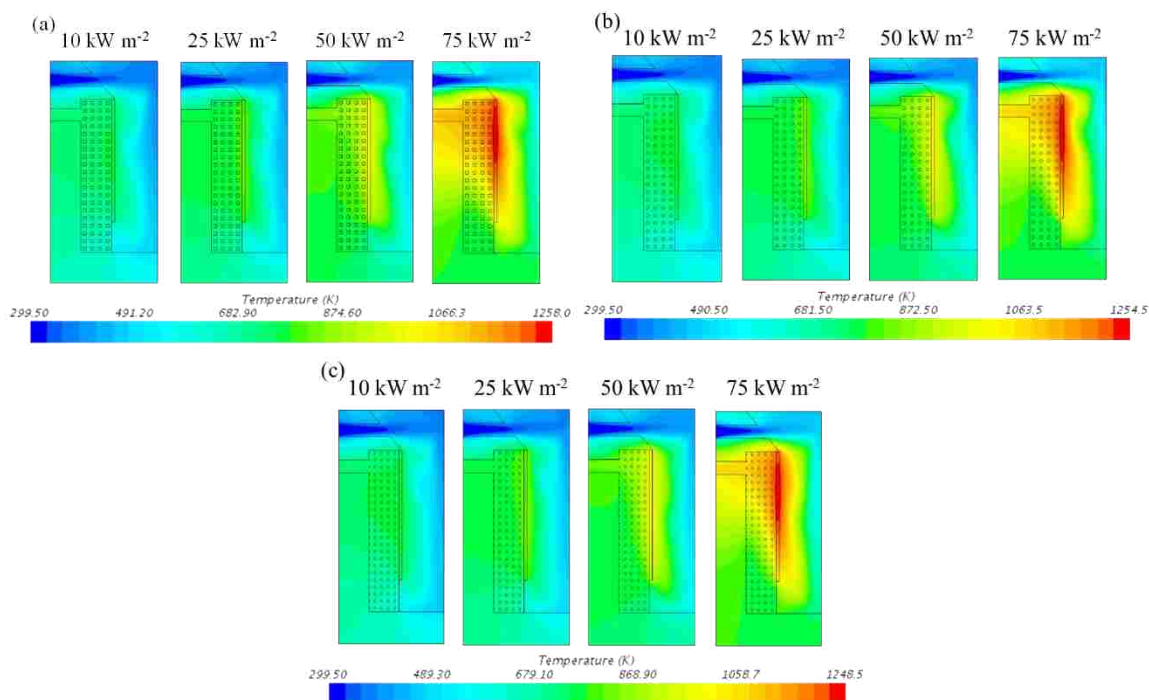 (a)
10 kW m-2 25 kW m-2 50 kW m-2 75 kW m-2
Temperature (K)
299.50 491.20 682.90 874.60 1066.3 1258.0
(b)
10 kW m-2 25 kW m-2 50 kW m-2 75 kW m-2
Temperature (K)
299.50 490.50 681.50 872.50 1063.5 1254.5
(c)
10 kW m-2 25 kW m-2 50 kW m-2 75 kW m-2
Temperature (K)
299.50 489.30 679.10 868.90 1058.7 1248.5